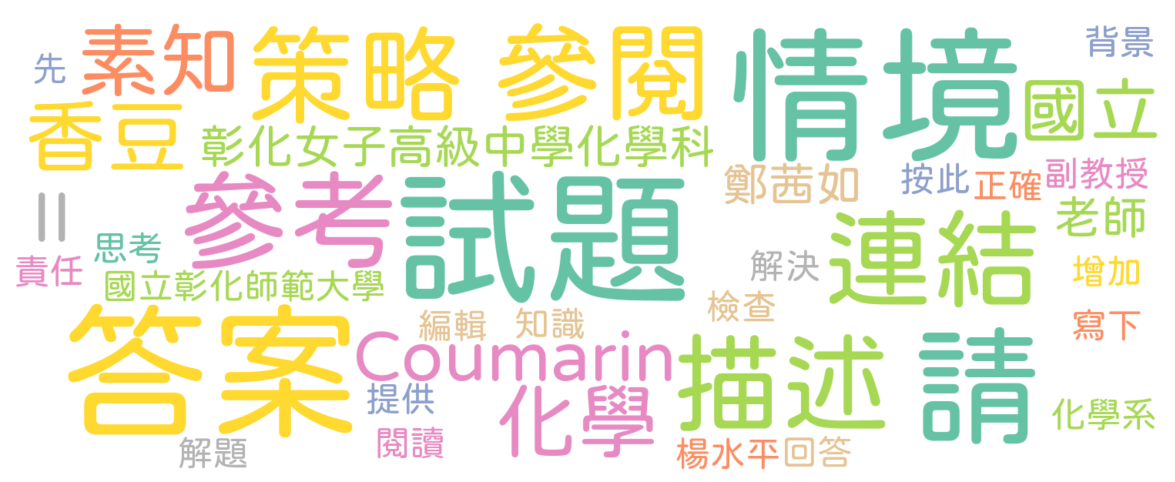 先 素知 策略 參閱 情境 背景
香豆 國立
彰化女子高級中學化學科
鄭茜如 按此 正確 副教授
參考 試題 老師
II 思考 連結
責任 解決 增加
國立彰化師範大學
檢查
答案 編輯 知識 寫下
Coumarin 描述 請
提供 化學 化學系
閱讀
解題 楊水平 回答